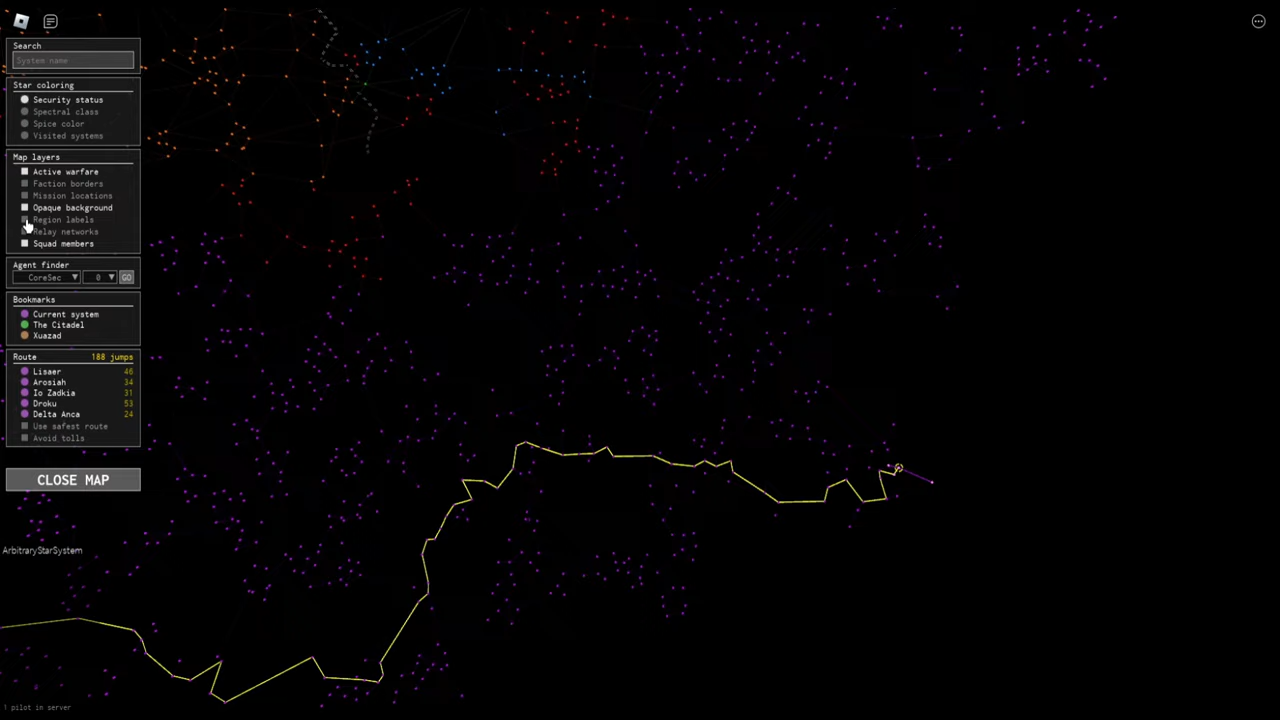 Search
System name
Star coloring
Security status
Spectral class
Spice color
Visited systems
Map layers
Active warfare
Faction borders
Mission locations
Opaque background
Region labels
Relay networks
Squad members
Agent finder
CoreSec 0 GO
Bookmarks
Current system
The Citadel
Xuazad
Route 188 jumps
Lisaer 46
Arosiah 34
Io Zadkia 31
Droku 53
Delta Anca 24
Use safest route
Avoid tolls
CLOSE MAP
ArbitraryStarSystem
1 pilot in server